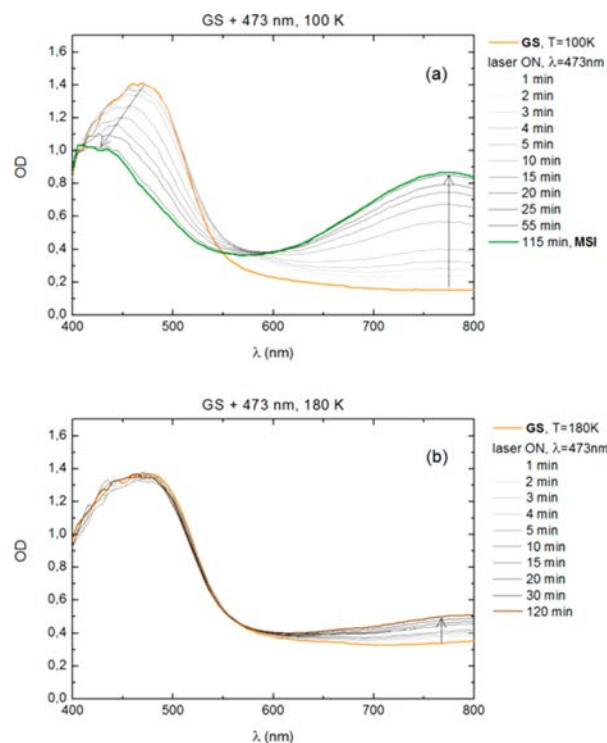 GS + 473 nm, 100 K
1,6
1,4
1,2
1,0
0,8
0,6
0,4
0,2
0,0
OD
(a)
400 500 600 700 800
λ (nm)
GS, T=100K
laser ON, λ=473nm
1 min
2 min
3 min
4 min
5 min
10 min
15 min
20 min
25 min
55 min
115 min, MSI
GS + 473 nm, 180 K
1,6
1,4
1,2
1,0
0,8
0,6
0,4
0,2
0,0
OD
(b)
400 500 600 700 800
λ (nm)
GS, T=180K
laser ON, λ=473nm
1 min
2 min
3 min
4 min
5 min
10 min
15 min
20 min
30 min
120 min